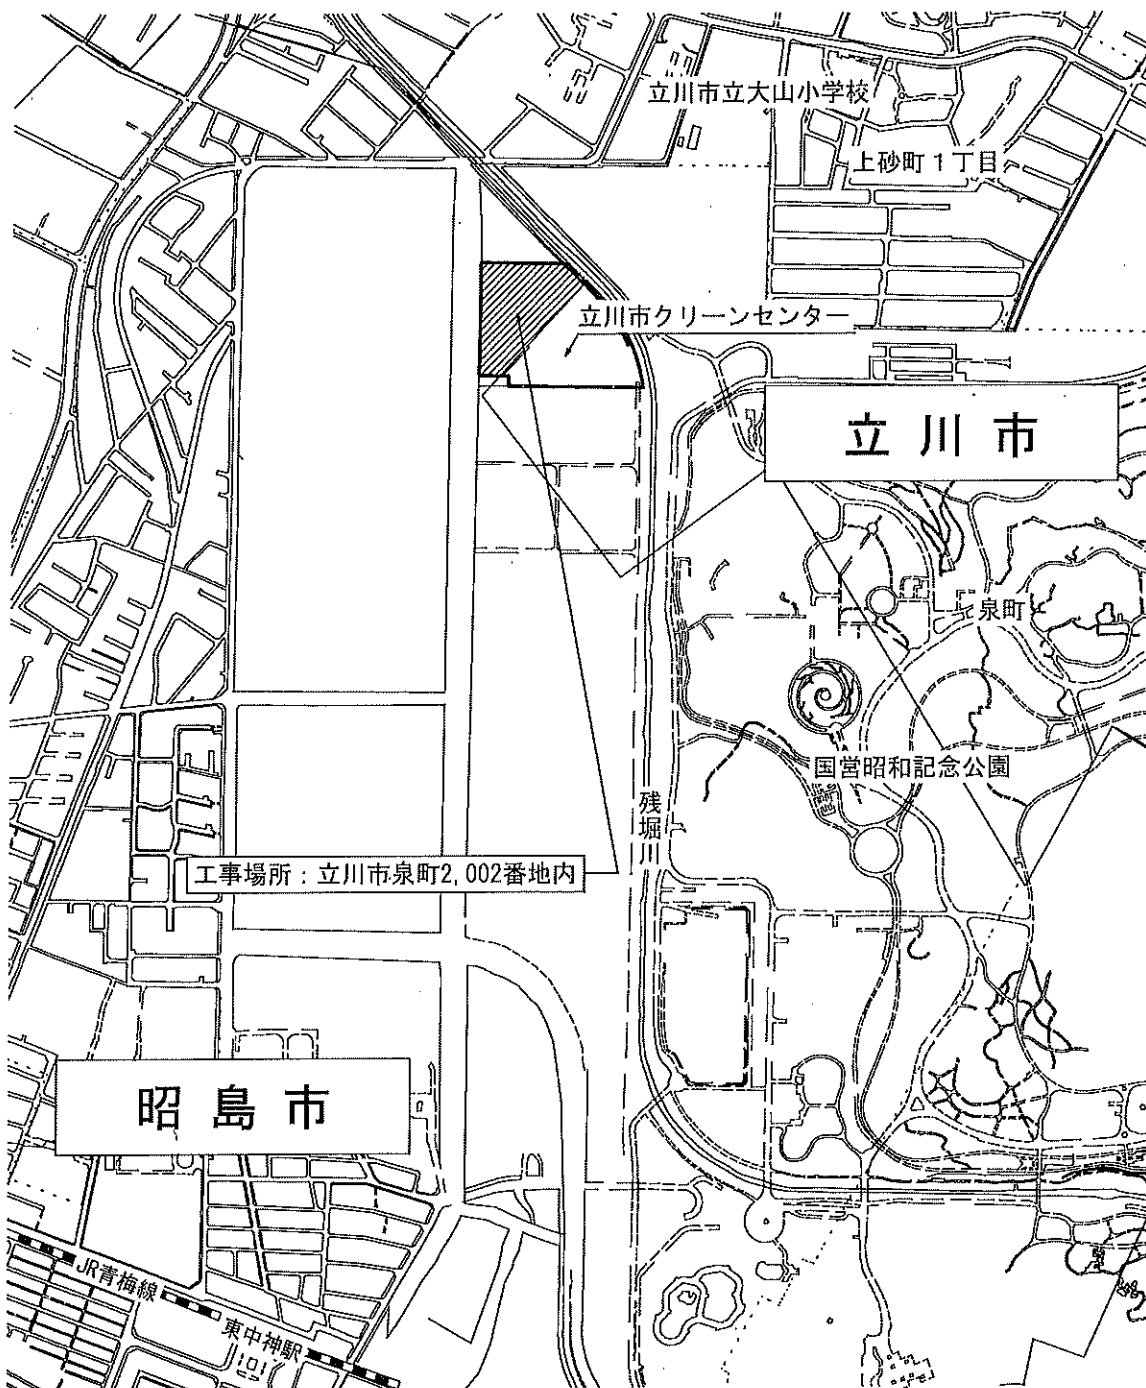 立川市立大山小学校
上砂町1丁目
立川市クリーンセンター
立川市
泉町
国営昭和記念公園
残堀川
工事場所：立川市泉町2,002番地内
昭島市
JR青梅線
東中神駅